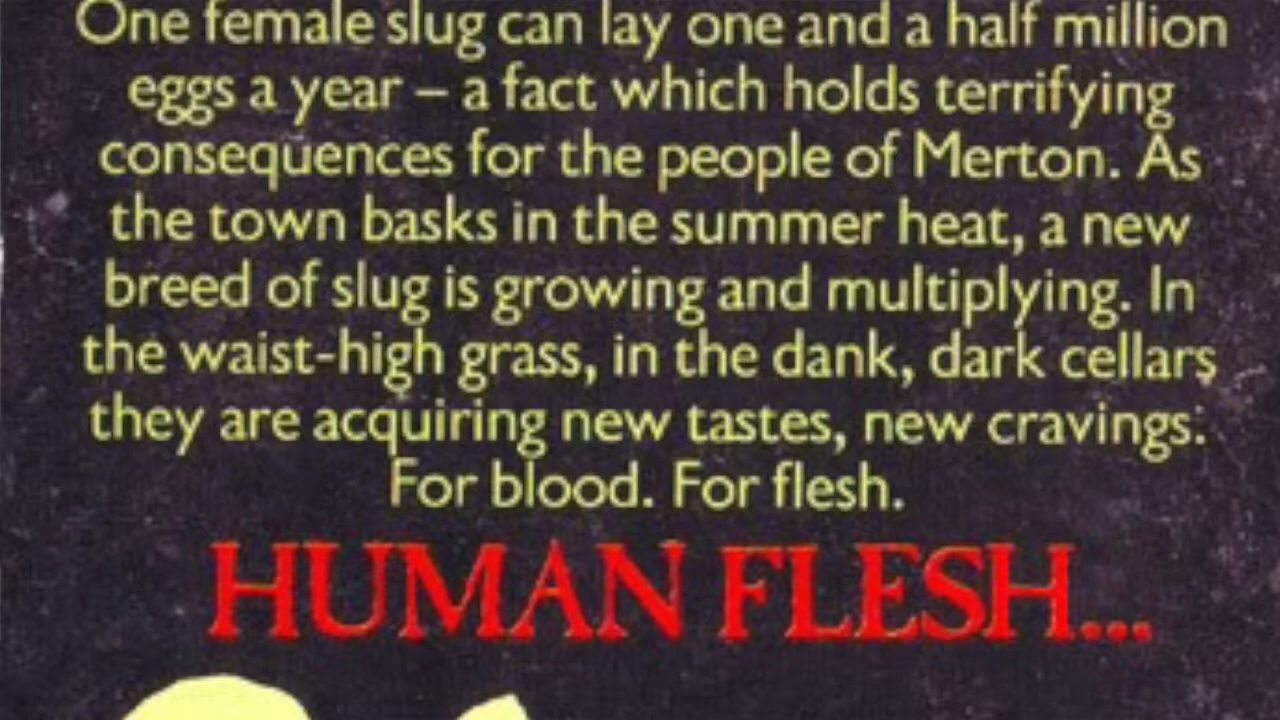 One female slug can lay one and a half million
eggs a year – a fact which holds terrifying
consequences for the people of Merton. As
the town basks in the summer heat, a new
breed of slug is growing and multiplying. In
the waist-high grass, in the dank, dark cellars
they are acquiring new tastes, new cravings.
For blood. For flesh.
HUMAN FLESH...